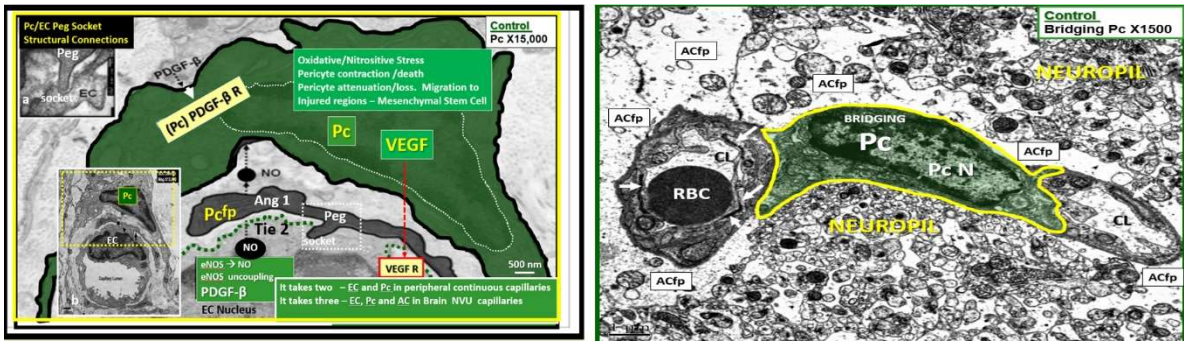 Pc/EC Peg Socket
Structural Connections
Peg
socket
EC
a
PDGF-β
(Pc) PDGF-β R
Control
Pc X15,000
Oxidative/Nitrositive Stress
Pericyte contraction /death
Pericyte attenuation/loss. Migration to
Injured regions – Mesenchymal Stem Cell
Pc
VEGF
NO
Ang 1
Pcfp
Peg
Tie 2
socket
NO
VEGF R
500 nm
Pc
EC
Capillary Lumen
b
eNOS → NO
eNOS uncoupling
PDGF-β
EC Nucleus
It takes two – EC and Pc in peripheral continuous capillaries
It takes three – EC, Pc and AC in Brain NVU capillaries
Control
Bridging Pc X1500
ACfp
ACfp
NEUROPIL
ACfp
BRIDGING
Pc
ACfp
CL
Pc N
RBC
CL
NEUROPIL
ACfp
ACfp
ACfp